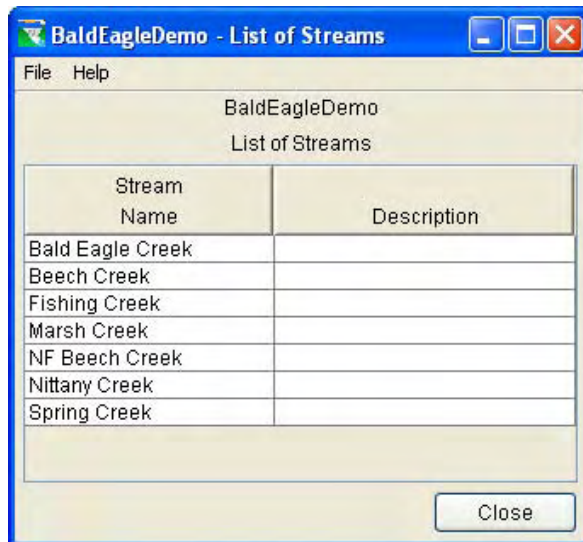 BaldEagleDemo - List of Streams
File Help
BaldEagleDemo
List of Streams
Stream
Name Description
Bald Eagle Creek
Beech Creek
Fishing Creek
Marsh Creek
NF Beech Creek
Nittany Creek
Spring Creek
Close